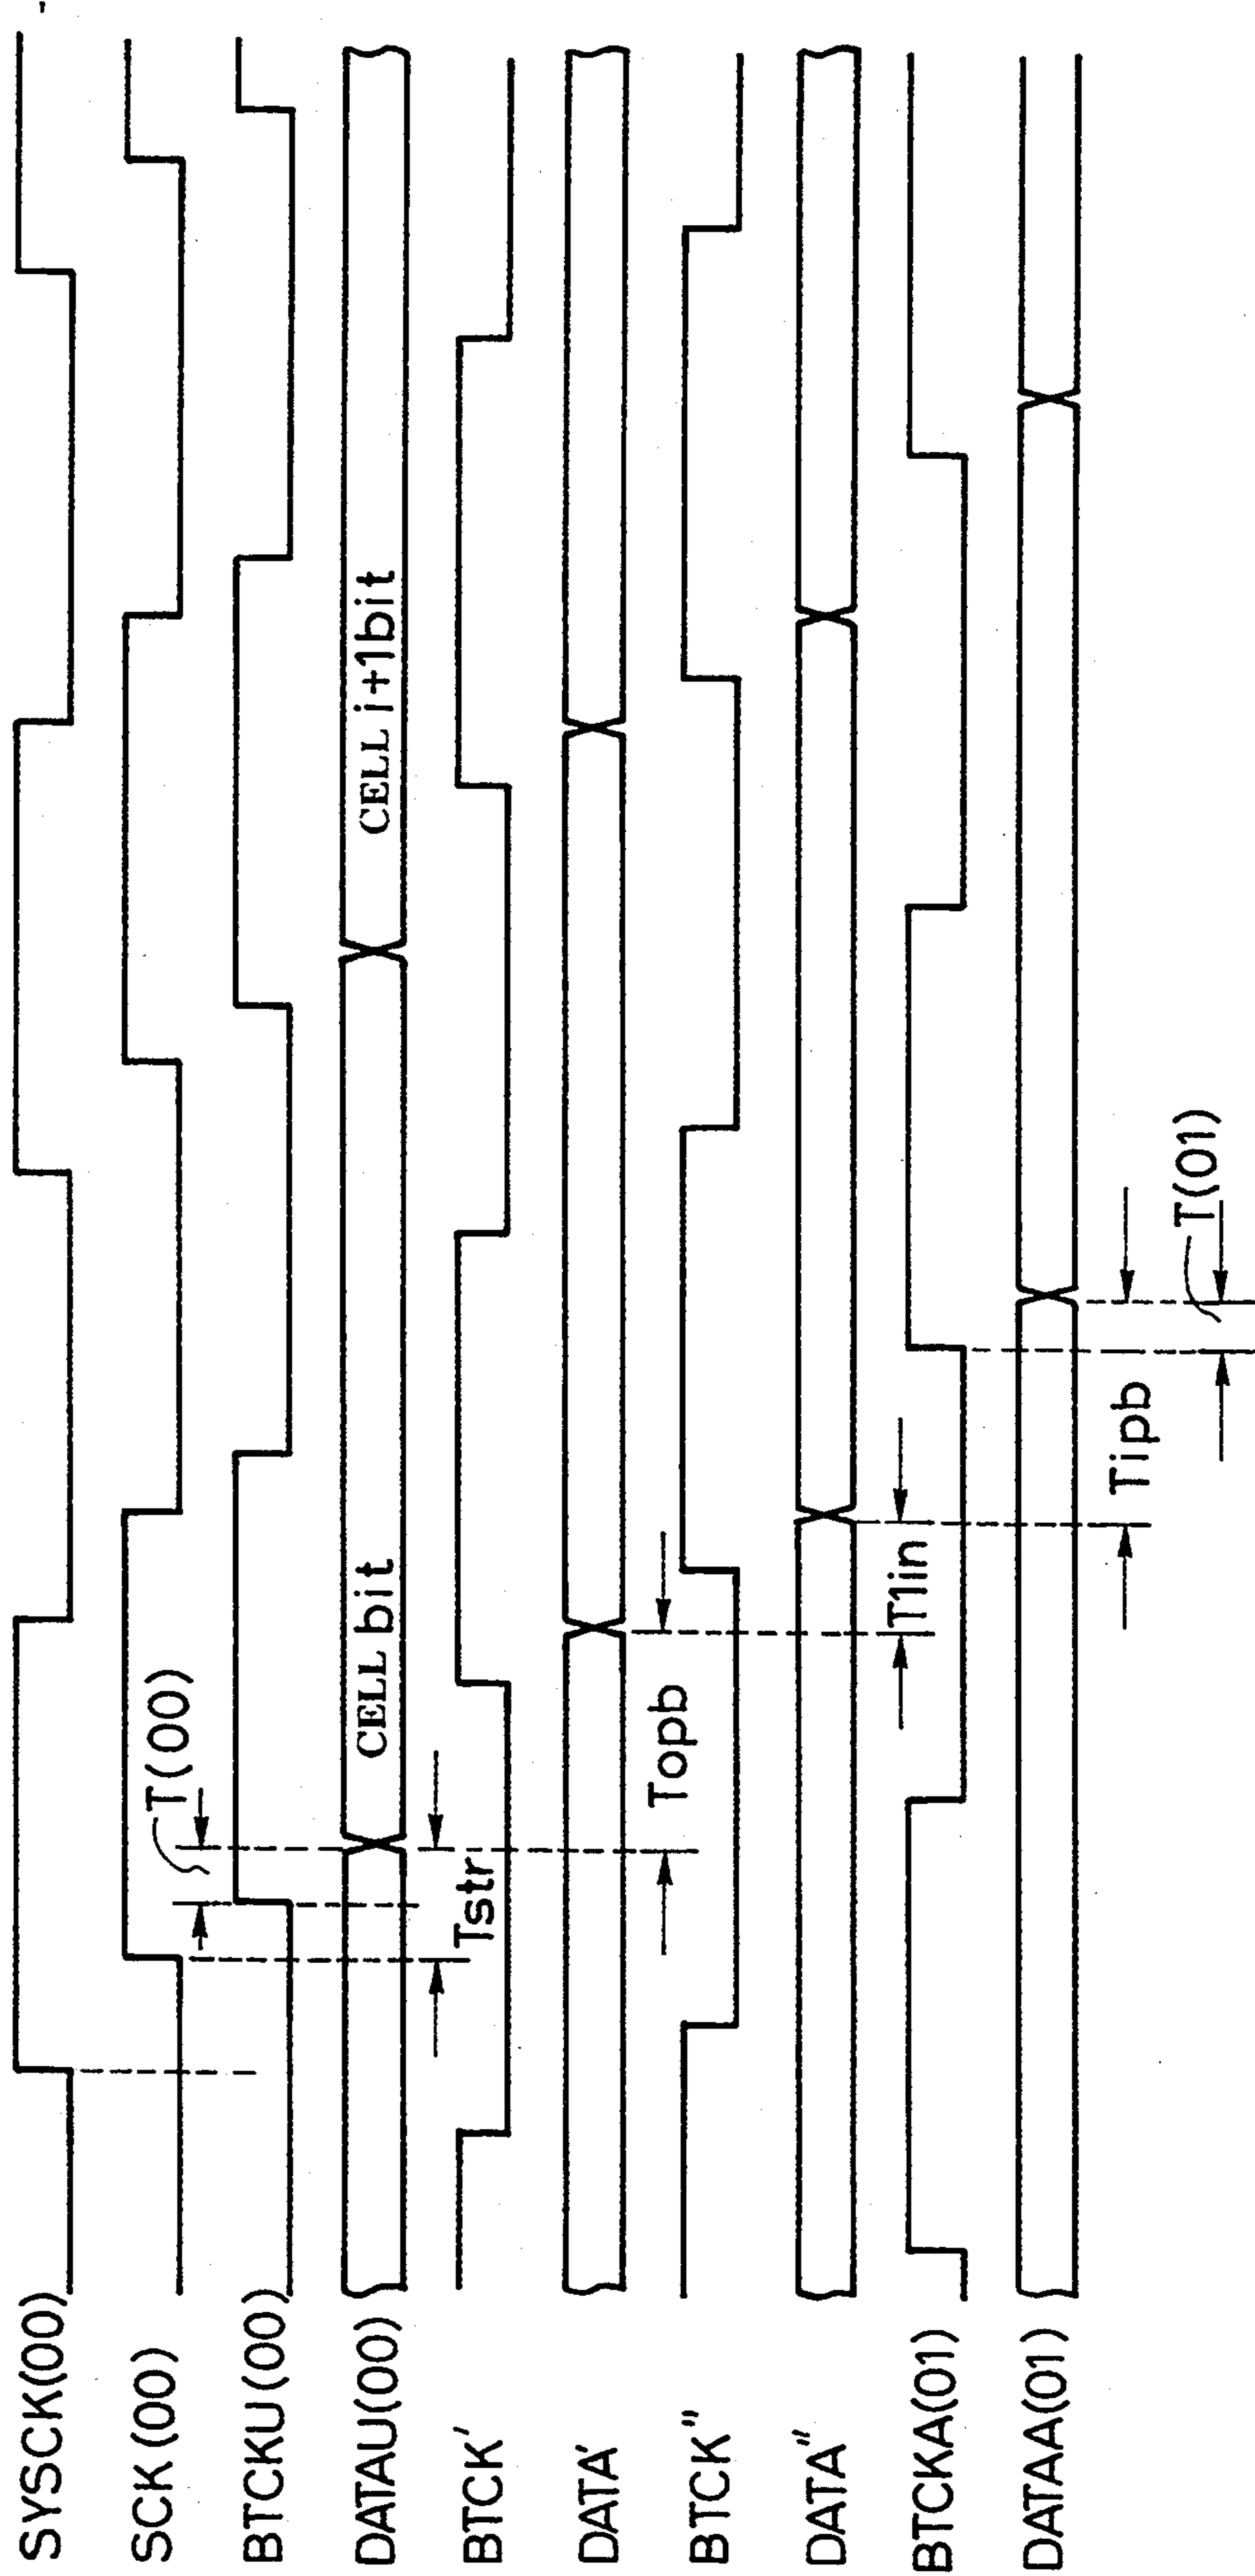 SYSCK(00)
SCK(00)
T(00)
BTCKU(00)
DATAU(00)
CELL bit
CELL i+1bit
Tstr
BTCK'
DATA'
Topb
BTCK"
DATA"
T1in
BTCKA(01)
DATAA(01)
Tipb
T(01)